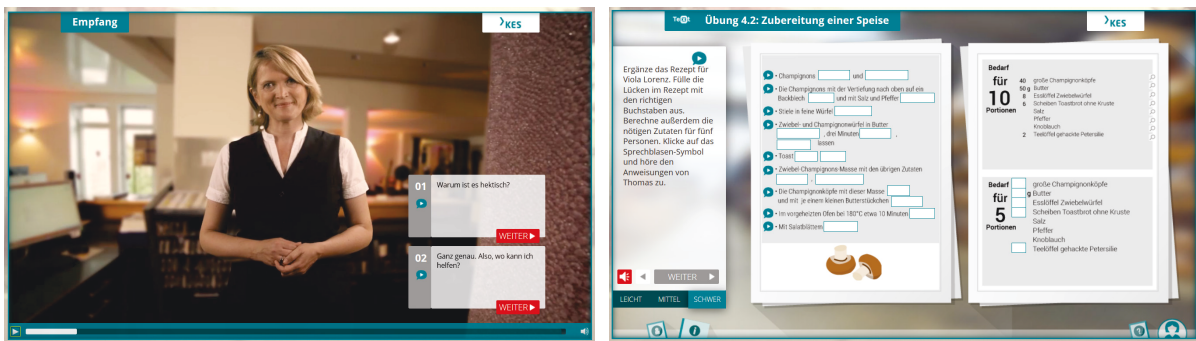 Empfang
KES
01 Warum ist es hektisch?
WEITER
02 Ganz genau. Also, wo kann ich
helfen?
WEITER
Übung 4.2: Zubereitung einer Speise
KES
Ergänze das Rezept für
Viola Lorenz. Fülle die
Lücken im Rezept mit
den richtigen
Buchstaben aus.
Berechne außerdem die
nötigen Zutaten für fünf
Personen. Klicke auf das
Sprechblasen-Symbol
und höre den
Anweisungen von
Thomas zu.
WEITER
LEICHT MITTEL SCHWER
• Champignons und
• Die Champignons mit der Vertiefung nach oben auf ein
Backblech und mit Salz und Pfeffer
• Stiele in feine Würfel
• Zwiebel- und Champignonwürfel in Butter
, drei Minuten ,
lassen
• Toast
• Zwiebel-Champignons-Masse mit den übrigen Zutaten
;
• Die Champignonköpfe mit dieser Masse
und mit je einem kleinen Butterstückchen
• Im vorgeheizten Ofen bei 180°C etwa 10 Minuten
• Mit Salatblättern
Bedarf
für
10
Portionen
40 große Champignonköpfe
50 g Butter
8 Esslöffel Zwiebelwürfel
6 Scheiben Toastbrot ohne Kruste
Salz
Pfeffer
Knoblauch
2 Teelöffel gehackte Petersilie
Bedarf
für
5
Portionen
große Champignonköpfe
g Butter
Esslöffel Zwiebelwürfel
Scheiben Toastbrot ohne Kruste
Salz
Pfeffer
Knoblauch
Teelöffel gehackte Petersilie